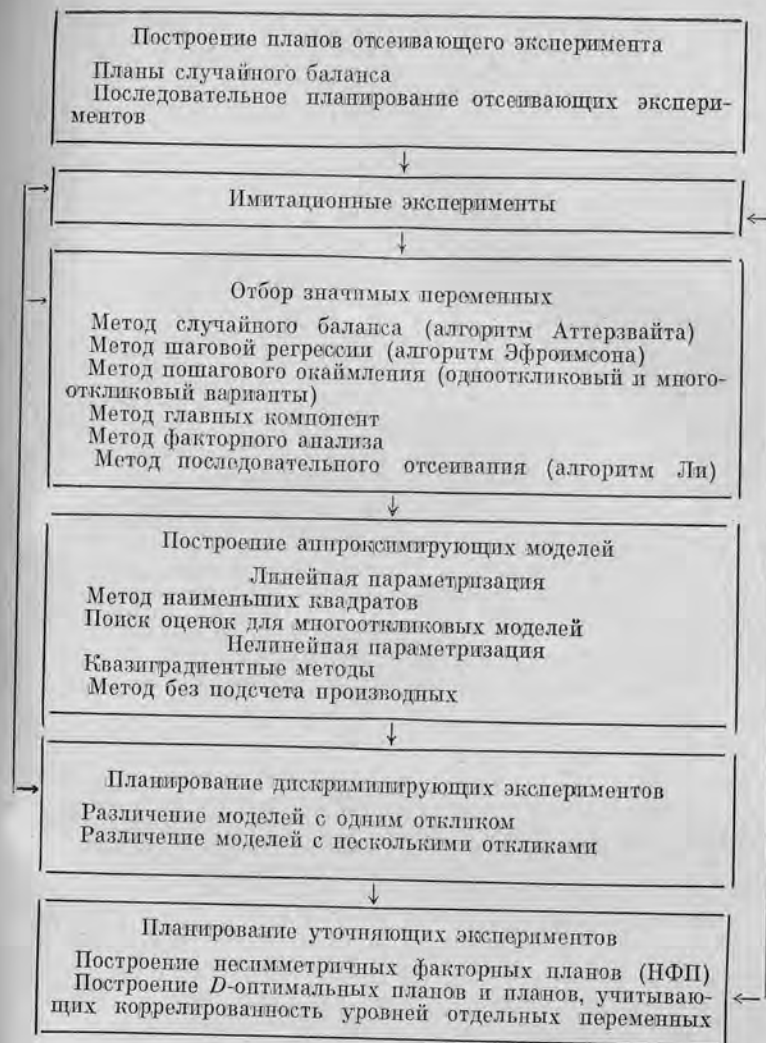 Построение планов отсеивающего эксперимента
Планы случайного баланса
Последовательное планирование отсеивающих экспери-
ментов
Имитационные эксперименты
Отбор значимых переменных
Метод случайного баланса (алгоритм Аттерзвайта)
Метод шаговой регрессии (алгоритм Эфроимсона)
Метод пошагового окаймления (однооткликовый и много-
откликовый варианты)
Метод главных компонент
Метод факторного анализа
Метод последовательного отсеивания (алгоритм Ли)
Построение аппроксимирующих моделей
Линейная параметризация
Метод наименьших квадратов
Поиск оценок для многооткликовых моделей
Нелинейная параметризация
Квазиградиентные методы
Метод без подсчета производных
Планирование дискриминирующих экспериментов
Различение моделей с одним откликом
Различение моделей с несколькими откликами
Планирование уточняющих экспериментов
Построение несимметричных факторных планов (НФП)
Построение D-оптимальных планов и планов, учитываю-
щих коррелированность уровней отдельных переменных